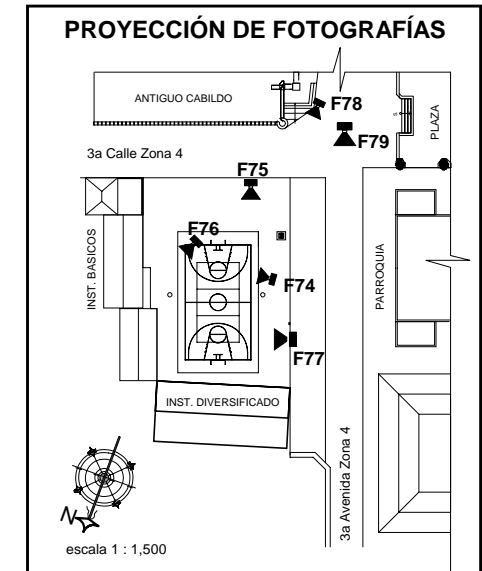 PROYECCIÓN DE FOTOGRAFÍAS
ANTIGUO CABILDO
F78
F79
PLAZA
3a Calle Zona 4
F75
F76
INST. BASICOS
F74
PARROQUIA
F77
INST. DIVERSIFICADO
3a Avenida Zona 4
N
escala 1 : 1,500